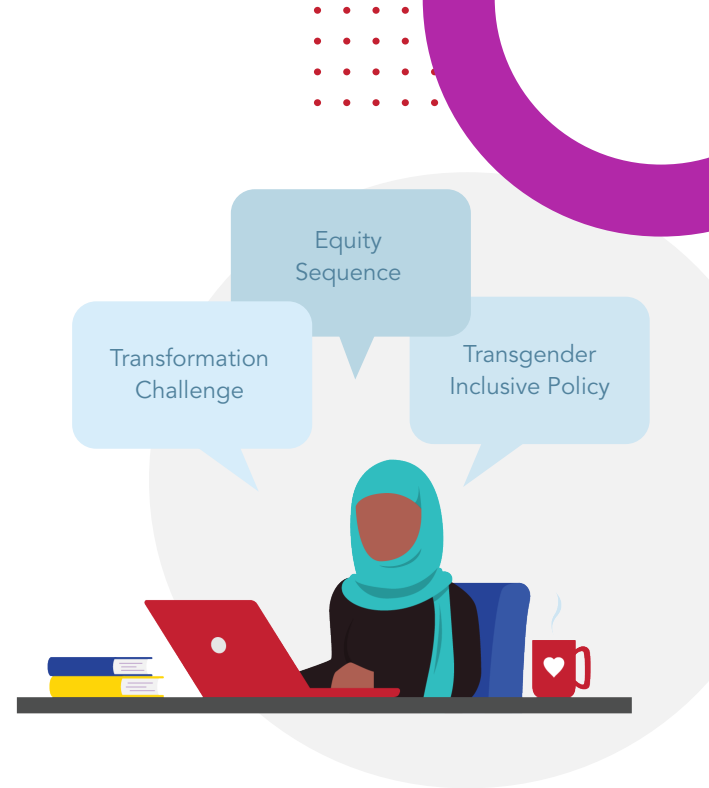 Equity
Sequence
Transformation
Challenge
Transgender
Inclusive Policy